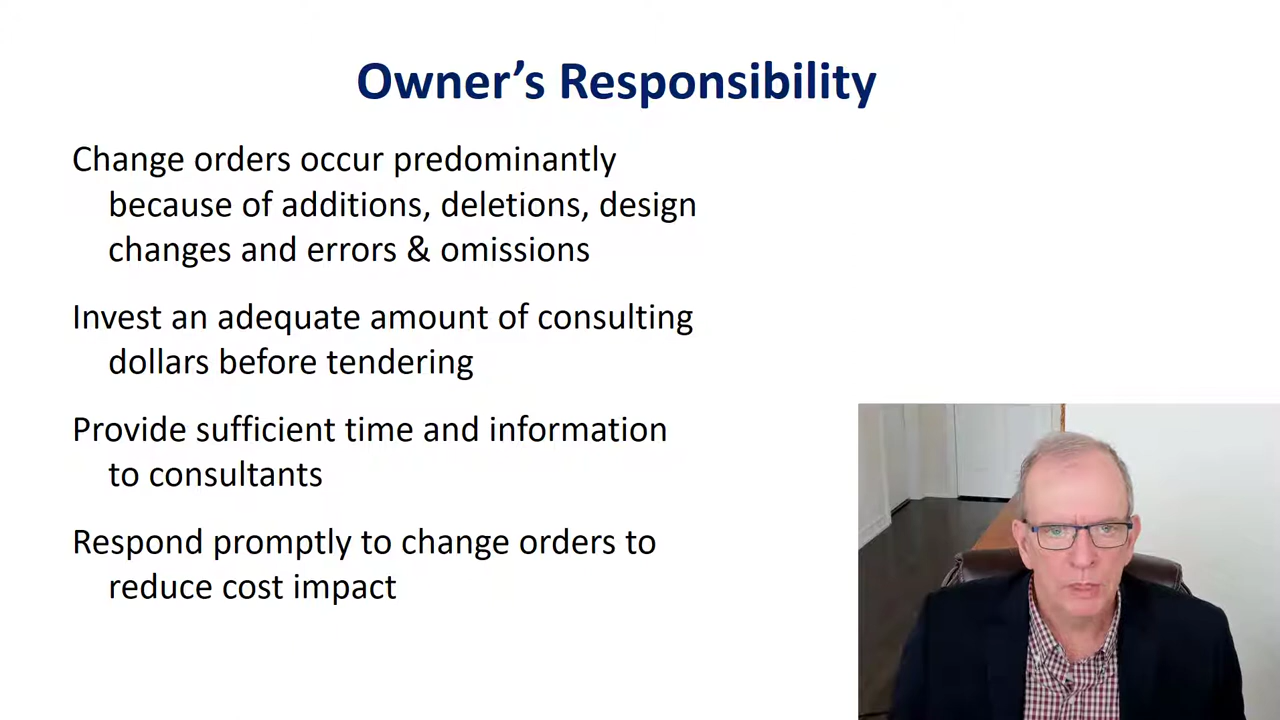 Owner’s Responsibility
Change orders occur predominantly
because of additions, deletions, design
changes and errors & omissions
Invest an adequate amount of consulting
dollars before tendering
Provide sufficient time and information
to consultants
Respond promptly to change orders to
reduce cost impact